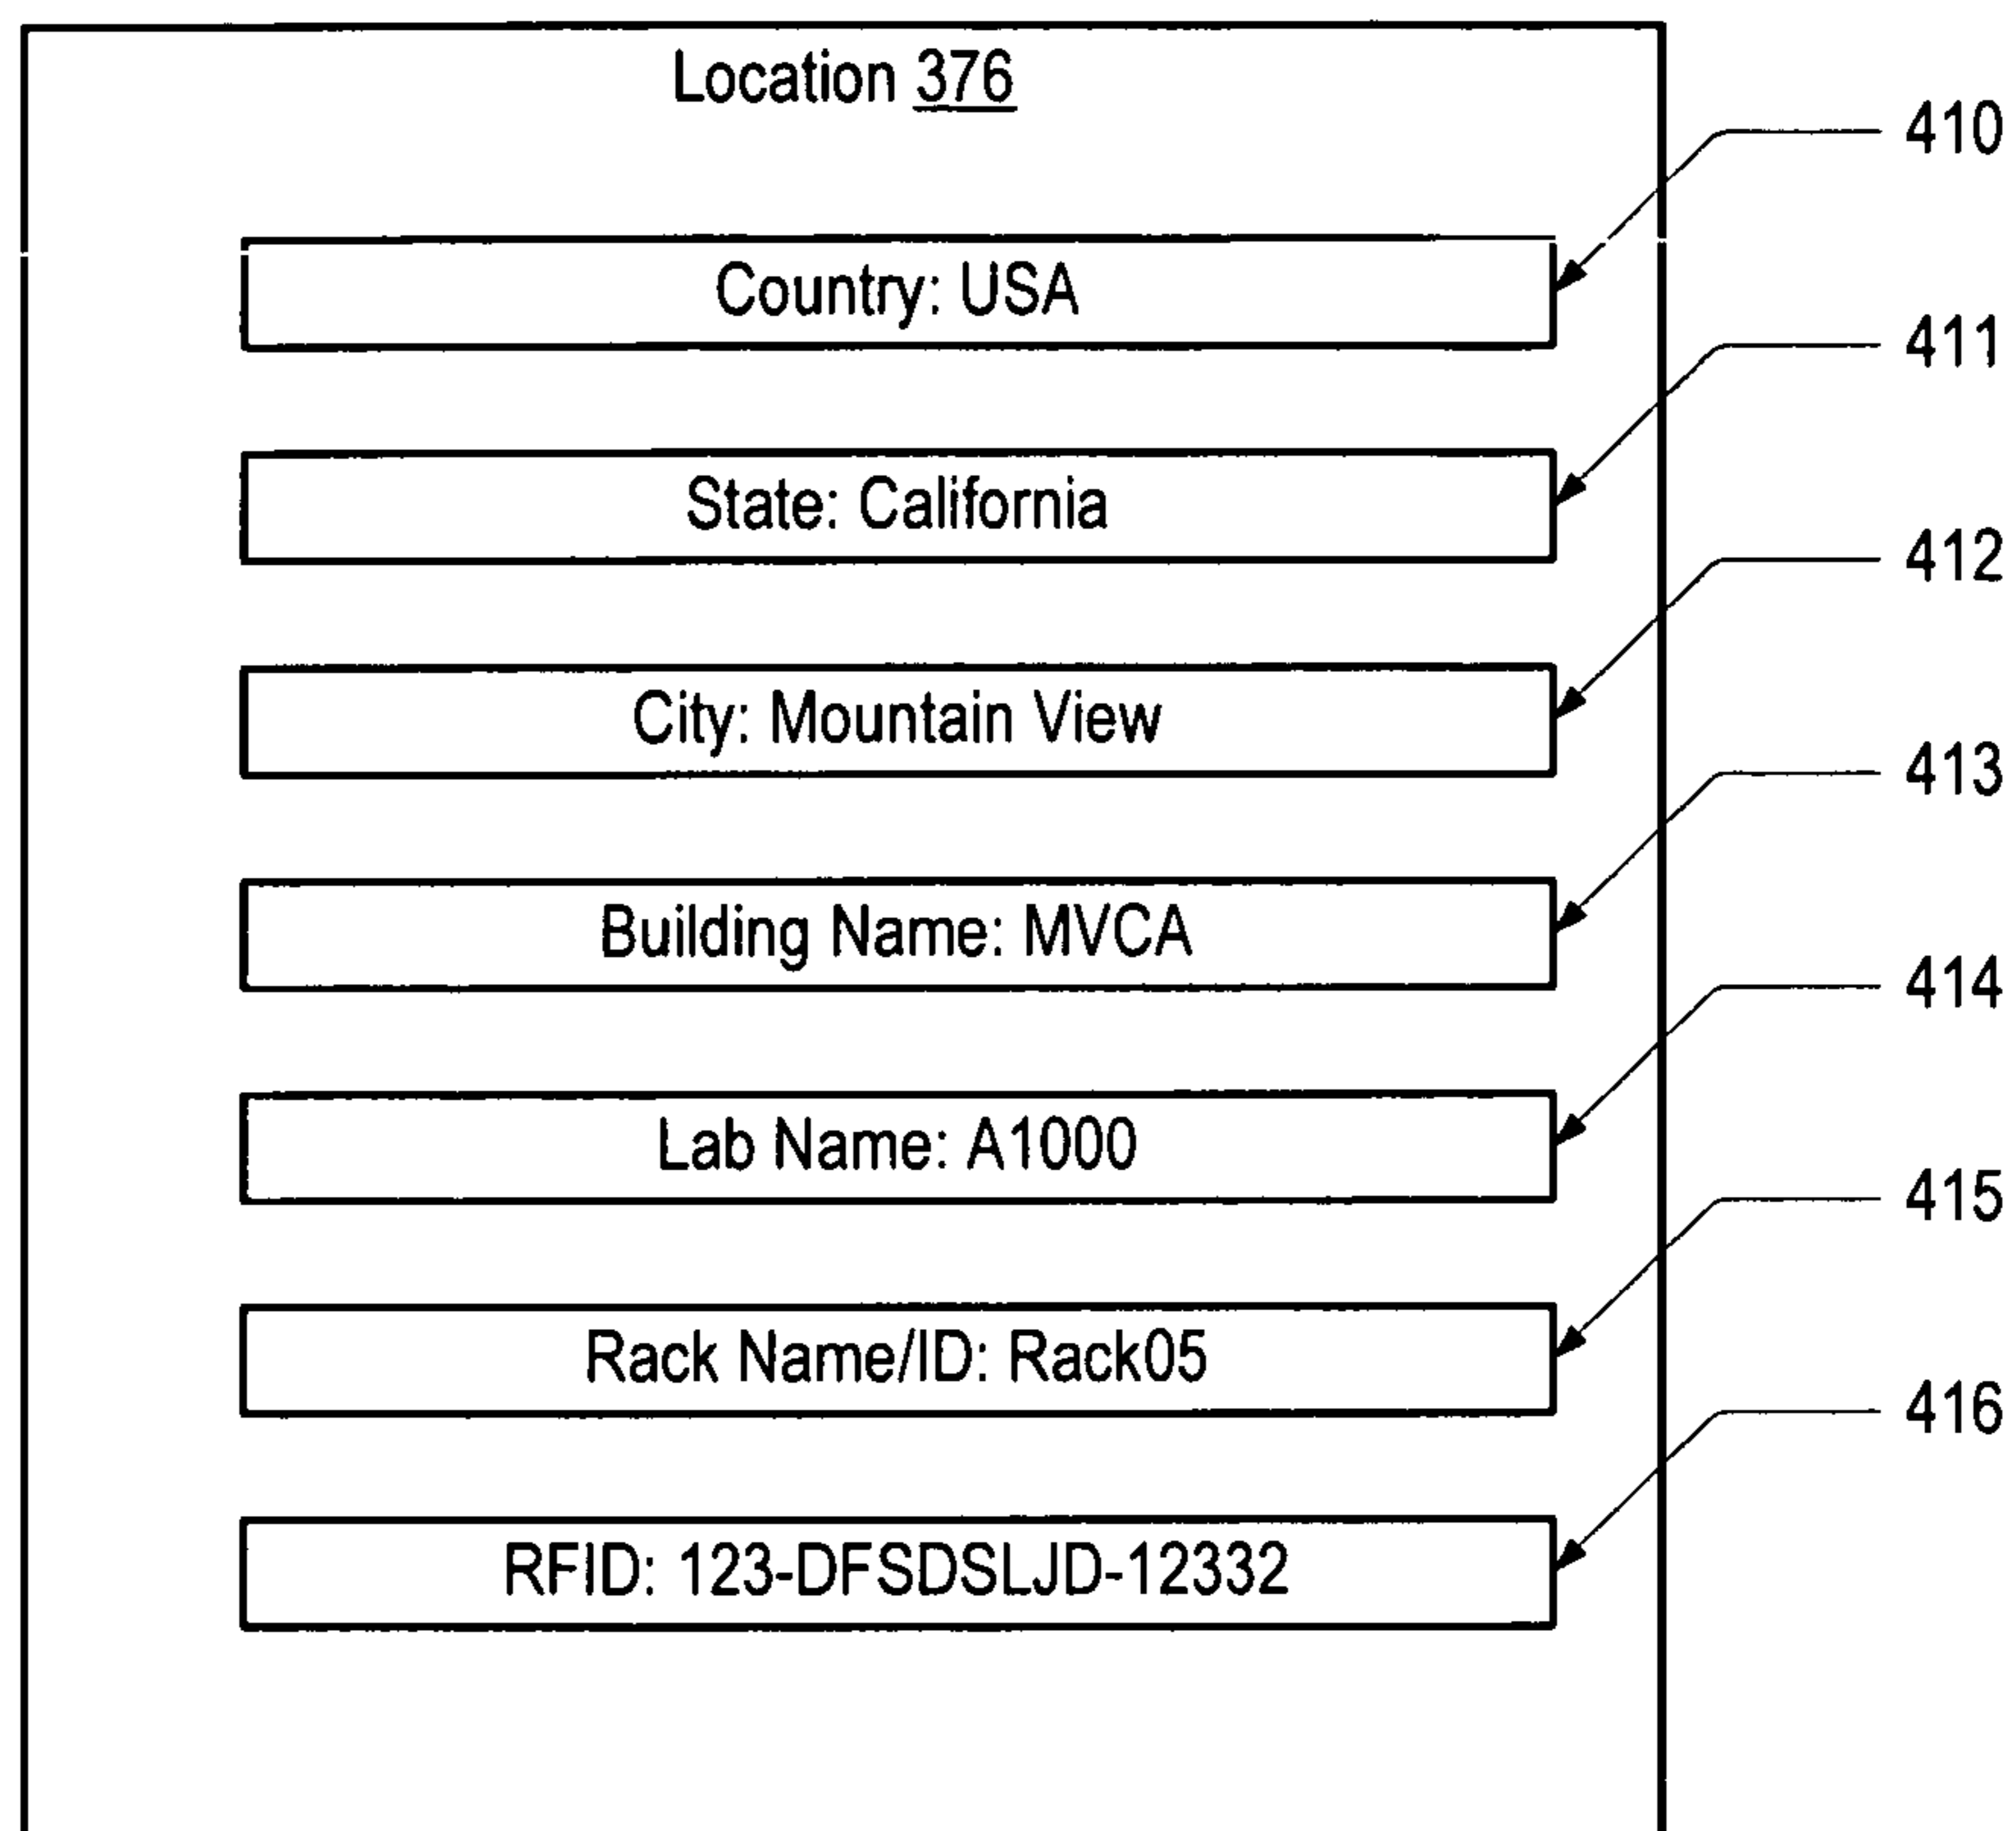 Location 376
410
Country: USA
411
State: California
412
City: Mountain View
413
Building Name: MVCA
414
Lab Name: A1000
415
Rack Name/ID: Rack05
416
RFID: 123-DFSDSLJD-12332